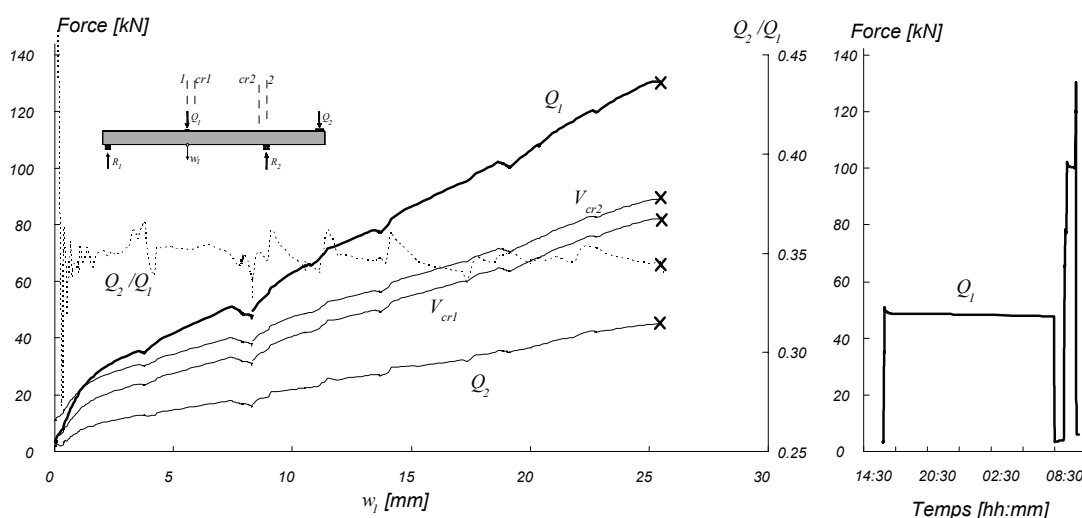 Force [kN]
Q2 /Q1
Force [kN]
140
120
100
80
60
40
20
0
1 cr1
cr2 2
Q1
Q2
R1
w1
R2
Q1
Vcr2
Q2 /Q1
Vcr1
Q2
0.45
0.40
0.35
0.30
0.25
0 5 10 15 20 25 30
w1 [mm]
140
120
100
80
60
40
20
0
Q1
14:30 20:30 02:30 08:30
Temps [hh:mm]